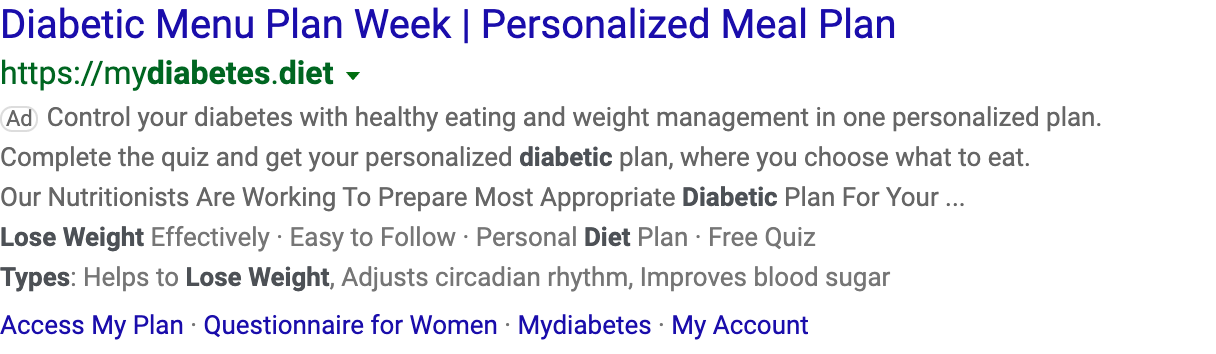 Diabetic Menu Plan Week | Personalized Meal Plan
https://mydiabetes.diet
Ad Control your diabetes with healthy eating and weight management in one personalized plan.
Complete the quiz and get your personalized diabetic plan, where you choose what to eat.
Our Nutritionists Are Working To Prepare Most Appropriate Diabetic Plan For Your ...
Lose Weight Effectively · Easy to Follow · Personal Diet Plan · Free Quiz
Types: Helps to Lose Weight, Adjusts circadian rhythm, Improves blood sugar
Access My Plan · Questionnaire for Women · Mydiabetes · My Account